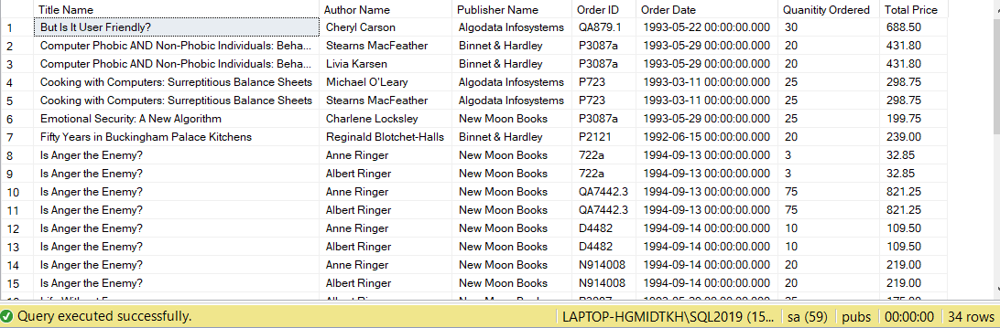 Title Name Author Name Publisher Name Order ID Order Date Quanitity Ordered Total Price
1 But Is It User Friendly? Cheryl Carson Algodata Infosystems QA879.1 1993-05-22 00:00:00.000 30 688.50
2 Computer Phobic AND Non-Phobic Individuals: Beha... Stearns MacFeather Binnet & Hardley P3087a 1993-05-29 00:00:00.000 20 431.80
3 Computer Phobic AND Non-Phobic Individuals: Beha... Livia Karsen Binnet & Hardley P3087a 1993-05-29 00:00:00.000 20 431.80
4 Cooking with Computers: Surreptitious Balance Sheets Michael O'Leary Algodata Infosystems P723 1993-03-11 00:00:00.000 25 298.75
5 Cooking with Computers: Surreptitious Balance Sheets Stearns MacFeather Algodata Infosystems P723 1993-03-11 00:00:00.000 25 298.75
6 Emotional Security: A New Algorithm Charlene Locksley New Moon Books P3087a 1993-05-29 00:00:00.000 25 199.75
7 Fifty Years in Buckingham Palace Kitchens Reginald Blotchet-Halls Binnet & Hardley P2121 1992-06-15 00:00:00.000 20 239.00
8 Is Anger the Enemy? Anne Ringer New Moon Books 722a 1994-09-13 00:00:00.000 3 32.85
9 Is Anger the Enemy? Albert Ringer New Moon Books 722a 1994-09-13 00:00:00.000 3 32.85
10 Is Anger the Enemy? Anne Ringer New Moon Books QA7442.3 1994-09-13 00:00:00.000 75 821.25
11 Is Anger the Enemy? Albert Ringer New Moon Books QA7442.3 1994-09-13 00:00:00.000 75 821.25
12 Is Anger the Enemy? Anne Ringer New Moon Books D4482 1994-09-14 00:00:00.000 10 109.50
13 Is Anger the Enemy? Albert Ringer New Moon Books D4482 1994-09-14 00:00:00.000 10 109.50
14 Is Anger the Enemy? Anne Ringer New Moon Books N914008 1994-09-14 00:00:00.000 20 219.00
15 Is Anger the Enemy? Albert Ringer New Moon Books N914008 1994-09-14 00:00:00.000 20 219.00
Query executed successfully. LAPTOP-HGMIDTKH\SQL2019 (15... sa (59) pubs 00:00:00 34 rows